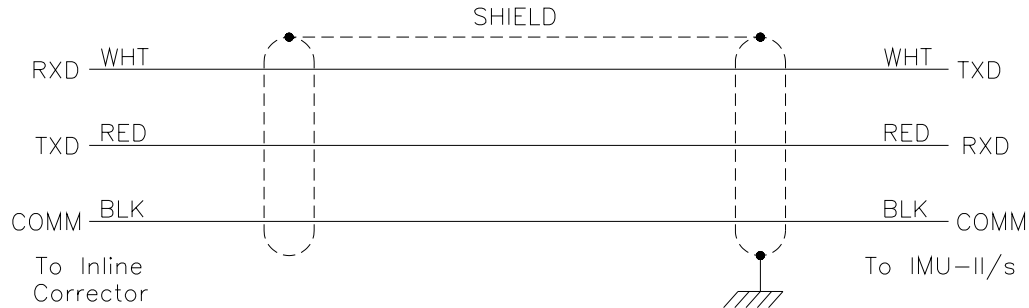 SHIELD
WHT WHT
RXD TXD
RED RED
TXD RXD
BLK BLK
COMM COMM
To Inline To IMU-II/s
Corrector